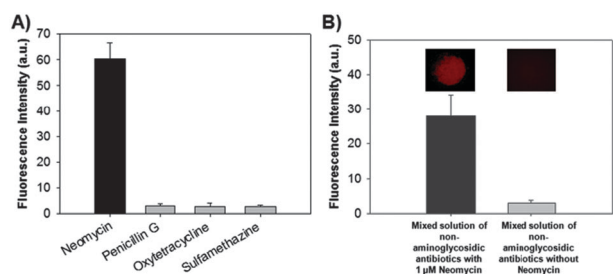 A)
Fluorescence Intensity (a.u.)
70
60
50
40
30
20
10
0
Neomycin
Penicillin G
Oxytetracycline
Sulfamethazine
B)
Fluorescence Intensity (a.u.)
50
40
30
20
10
0
Mixed solution of
non-
aminoglycosidic
antibiotics with
1 µM Neomycin
Mixed solution of
non-
aminoglycosidic
antibiotics without
Neomycin